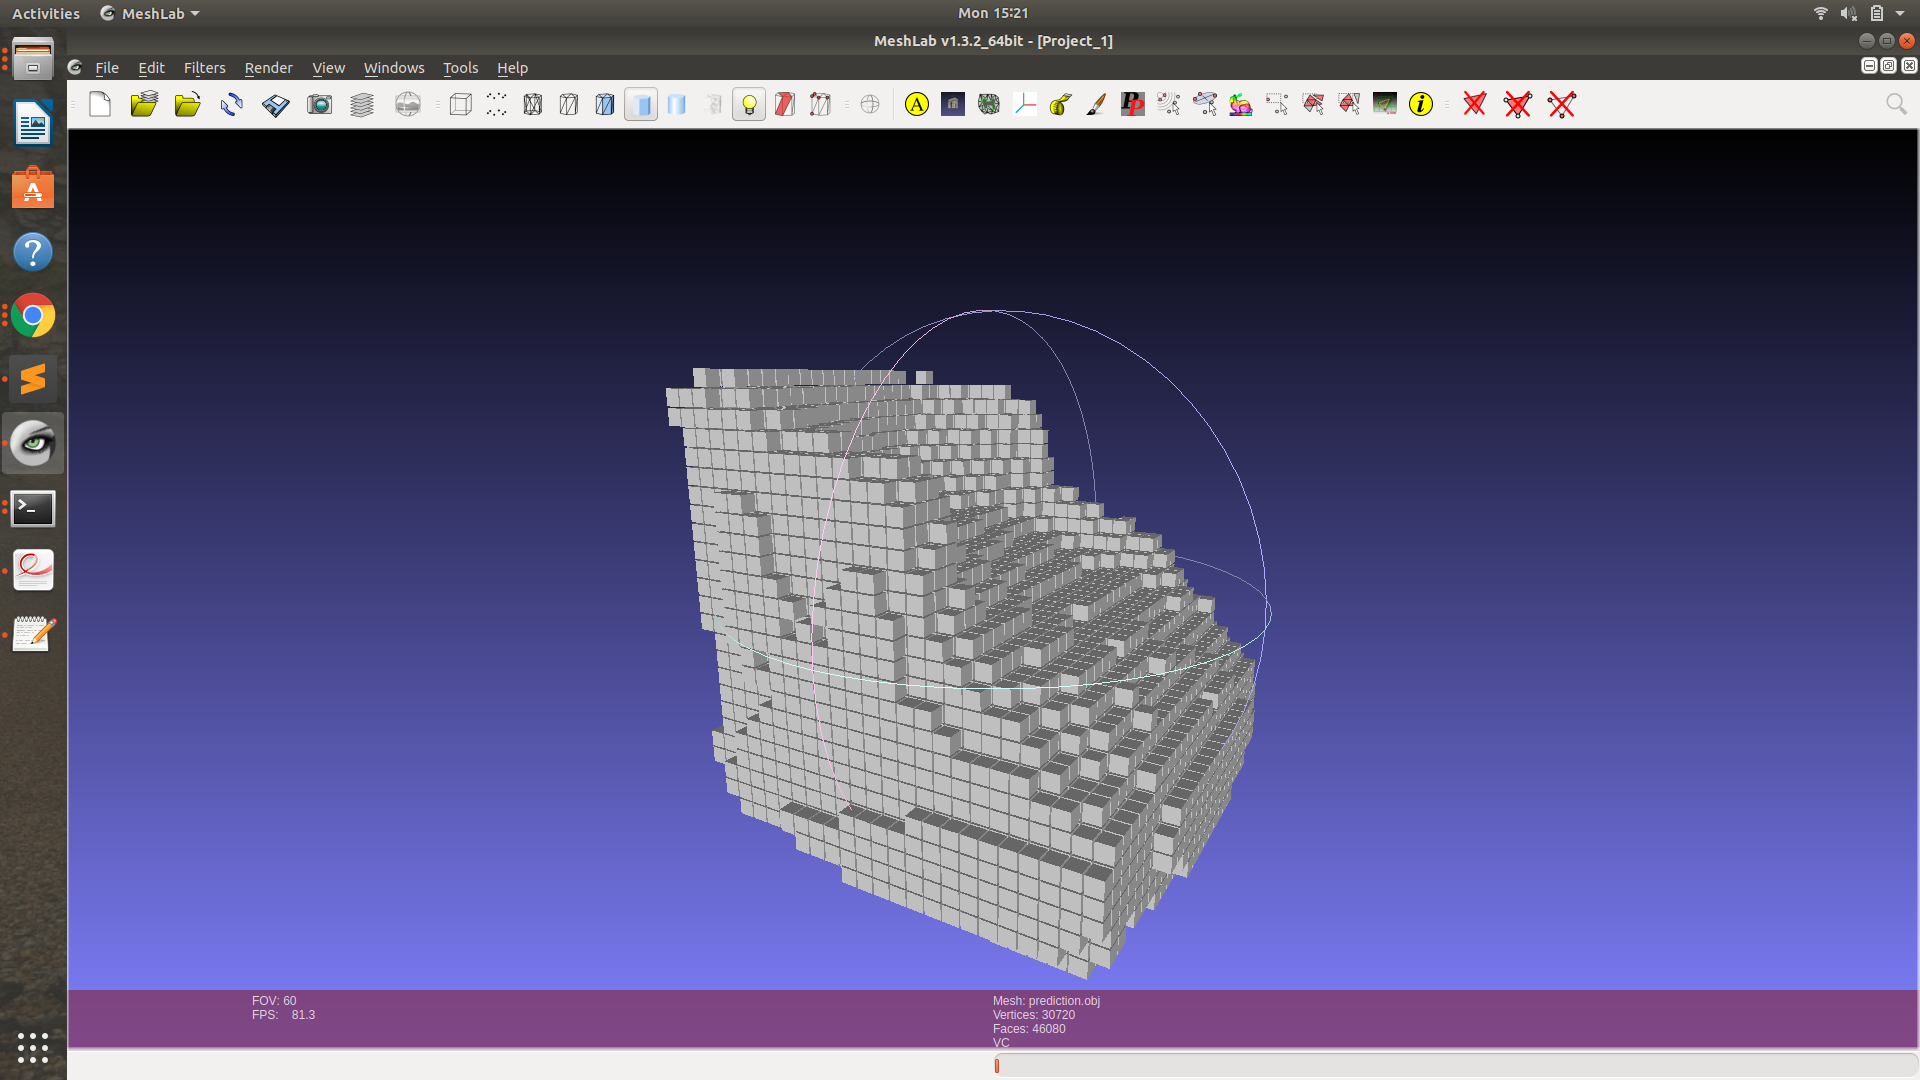 Activities
MeshLab
Mon 15:21
MeshLab v1.3.2_64bit - [Project_1]
File Edit Filters Render View Windows Tools Help
A
PP
i
FOV: 60
FPS: 81.3
Mesh: prediction.obj
Vertices: 30720
Faces: 46080
VC